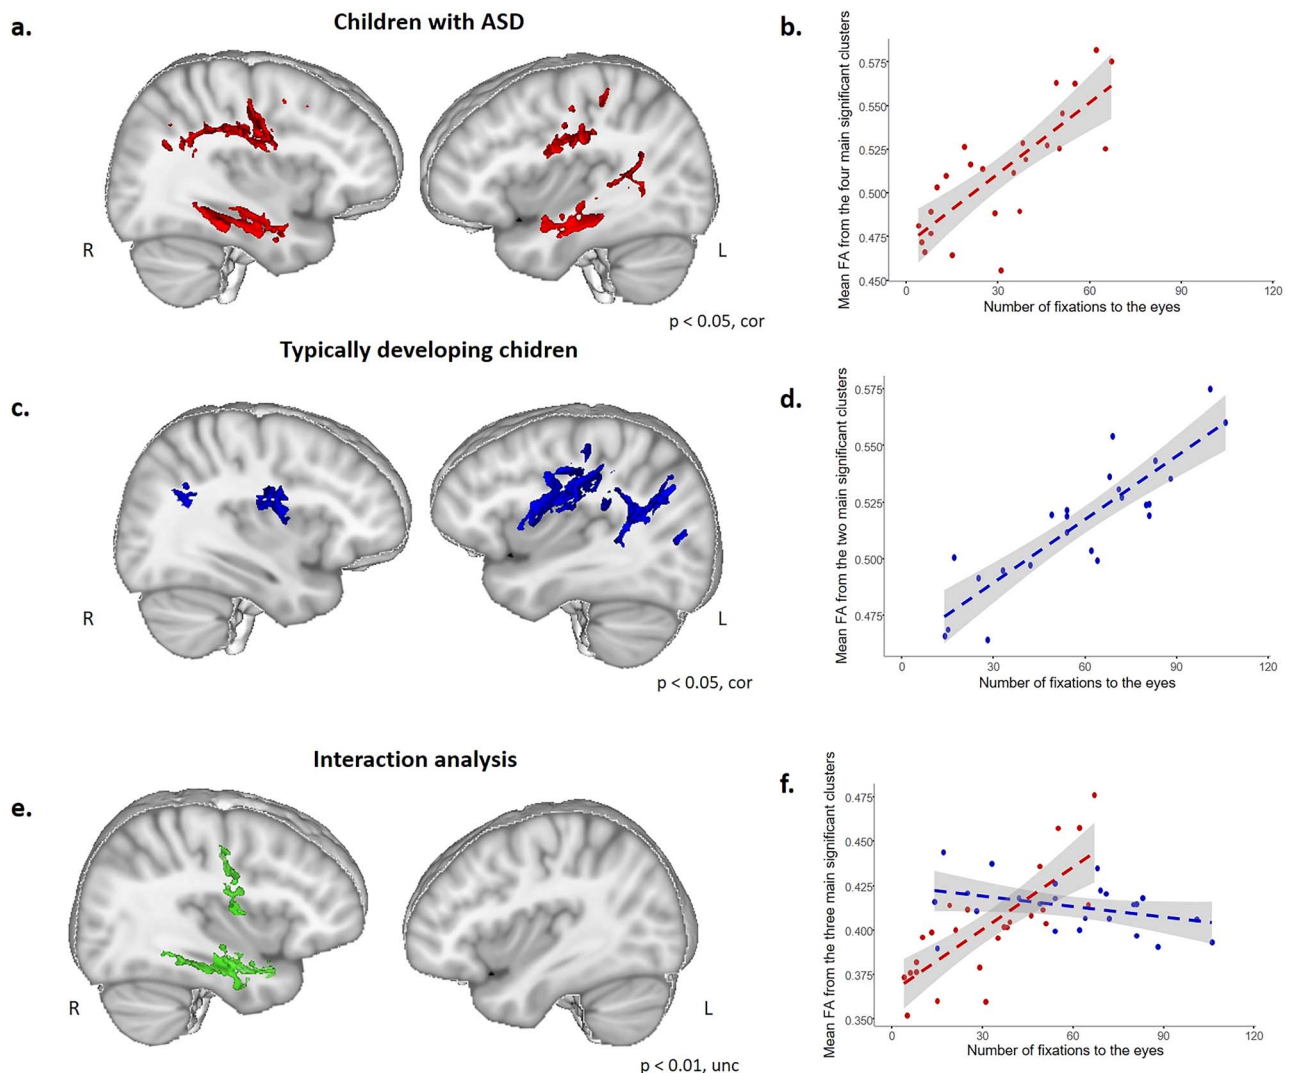 a.
Children with ASD
R
L
p < 0.05, cor
b.
Mean FA from the four main significant clusters
0.575
0.550
0.525
0.500
0.475
0.450
0
30
60
90
120
Number of fixations to the eyes
Typically developing chidren
c.
R
L
p < 0.05, cor
d.
Mean FA from the two main significant clusters
0.575
0.550
0.525
0.500
0.475
0
30
60
90
120
Number of fixations to the eyes
Interaction analysis
e.
R
L
p < 0.01, unc
f.
Mean FA from the three main significant clusters
0.475
0.450
0.425
0.400
0.375
0.350
0
30
60
90
120
Number of fixations to the eyes